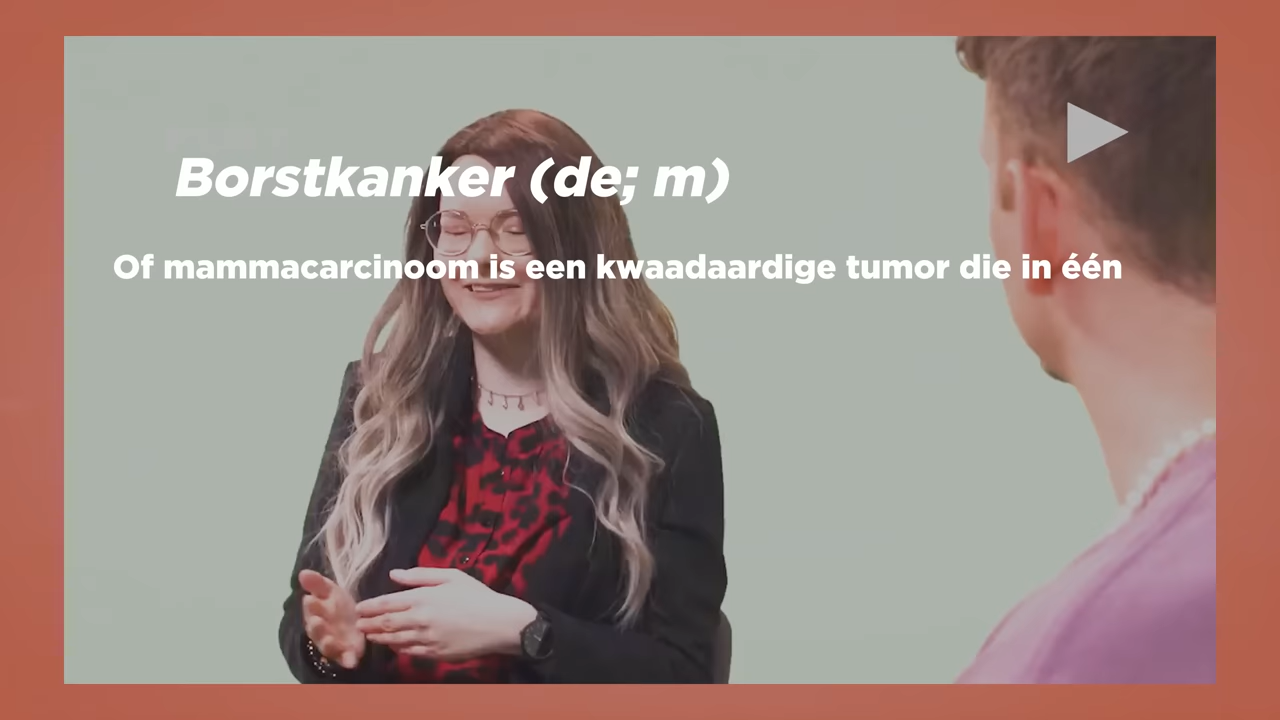 Borstkanker (de; m)
Of mammacarcinoom is een kwaadaardige tumor die in één